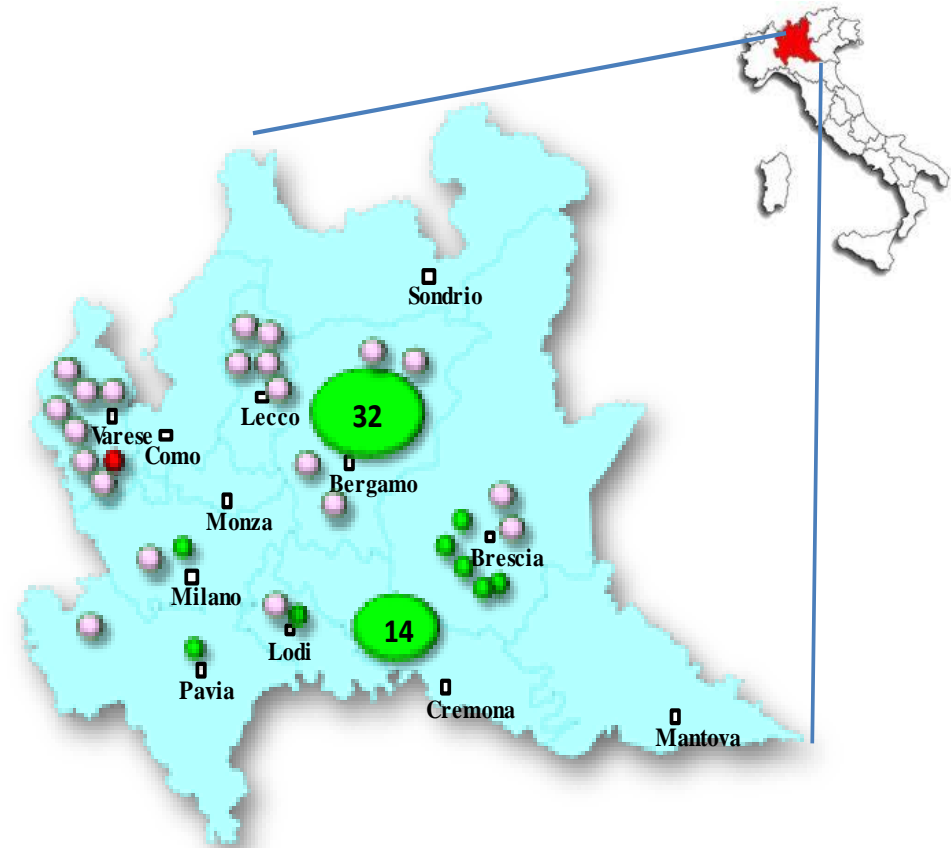 Sondrio
Lecco
32
Varese
Como
Bergamo
Monza
Brescia
Milano
14
Lodi
Pavia
Cremona
Mantova